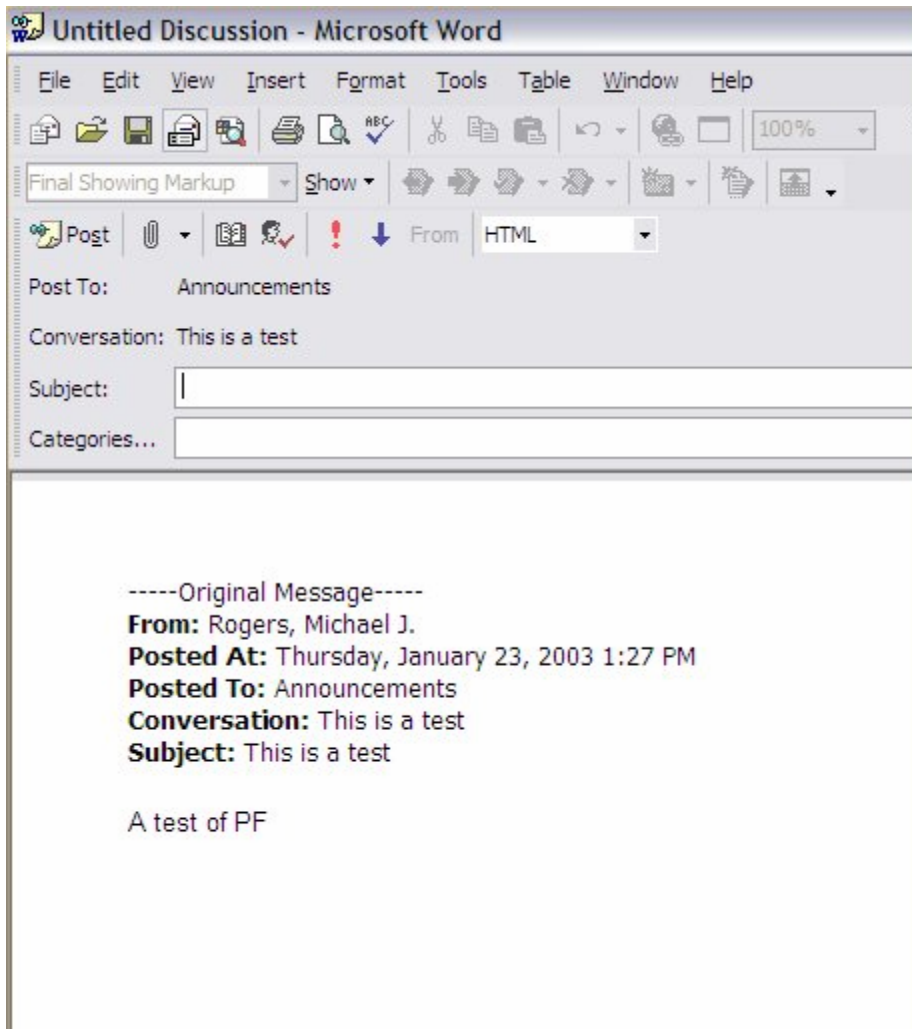 Untitled Discussion - Microsoft Word
File Edit View Insert Format Tools Table Window Help
ABC 100%
Final Showing Markup Show
Post From HTML
Post To: Announcements
Conversation: This is a test
Subject:
Categories...
-----Original Message-----
From: Rogers, Michael J.
Posted At: Thursday, January 23, 2003 1:27 PM
Posted To: Announcements
Conversation: This is a test
Subject: This is a test
A test of PF